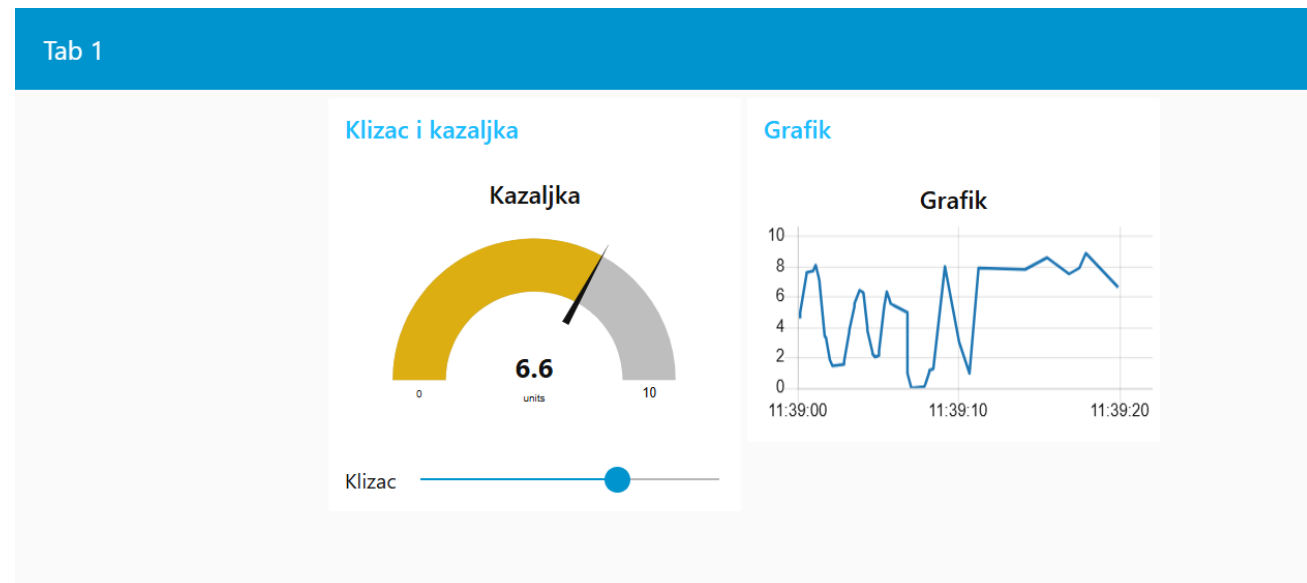 Tab 1
Klizac i kazaljka
Kazaljka
6.6
units
0
10
Klizac
Grafik
Grafik
10
8
6
4
2
0
11:39:00
11:39:10
11:39:20